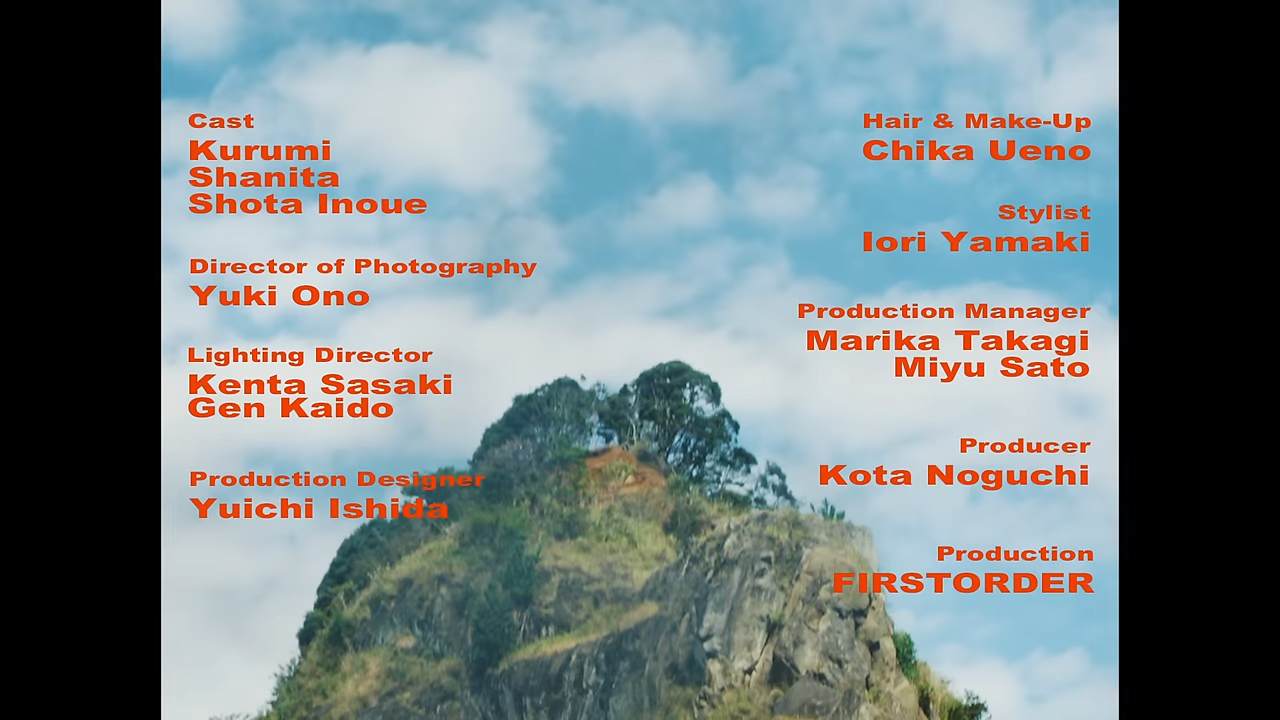 Cast
Kurumi
Shanita
Shota Inoue
Director of Photography
Yuki Ono
Lighting Director
Kenta Sasaki
Gen Kaido
Production Designer
Yuichi Ishida
Hair & Make-Up
Chika Ueno
Stylist
Iori Yamaki
Production Manager
Marika Takagi
Miyu Sato
Producer
Kota Noguchi
Production
FIRSTORDER